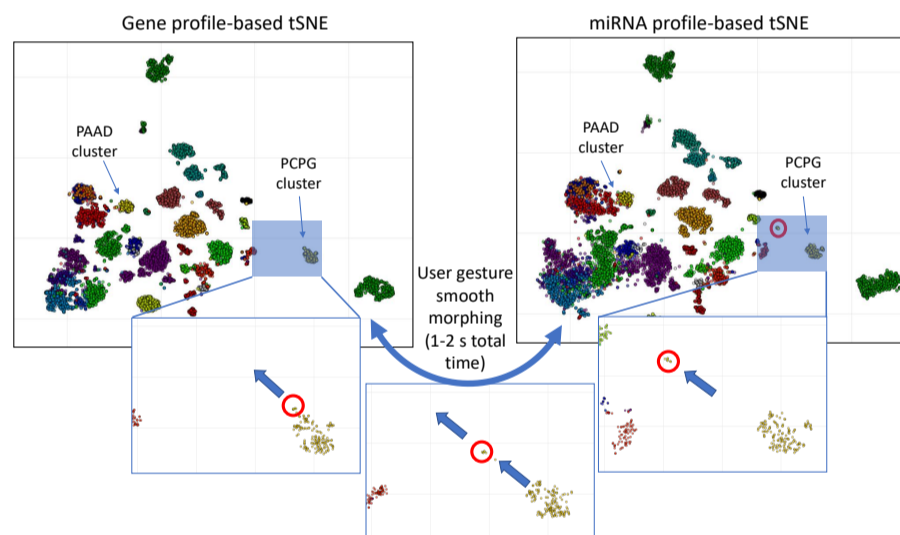 Gene profile-based tSNE
miRNA profile-based tSNE
PAAD
cluster
PCPG
cluster
PAAD
cluster
PCPG
cluster
User gesture
smooth
morphing
(1-2 s total
time)